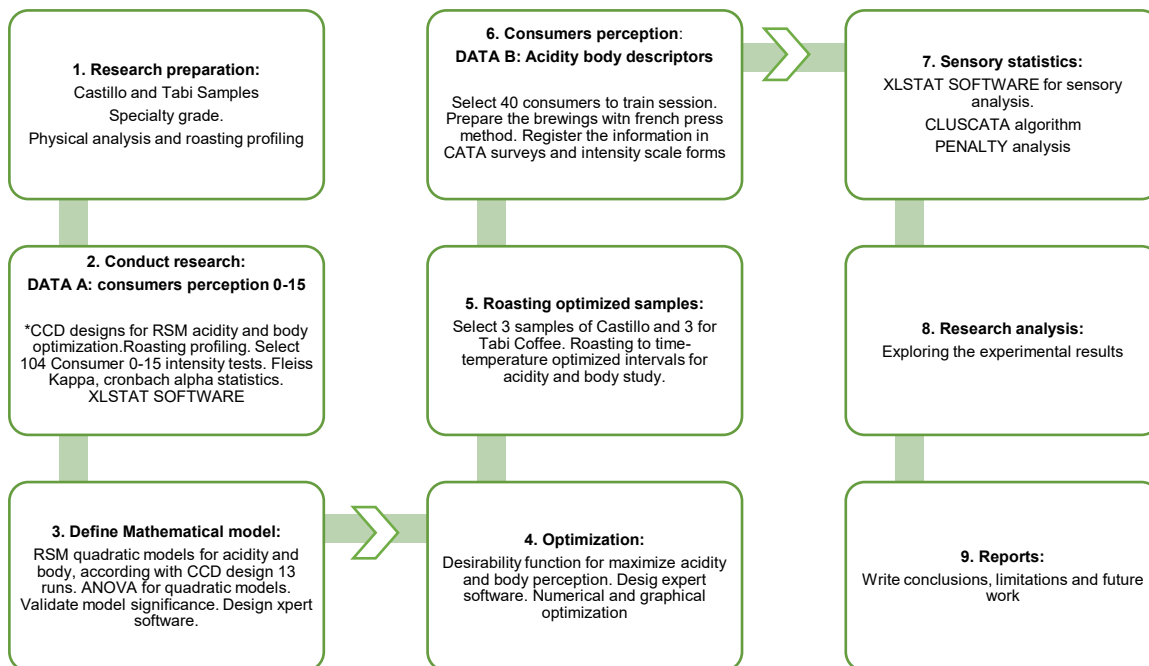 1. Research preparation:
Castillo and Tabi Samples
Specialty grade.
Physical analysis and roasting profiling
2. Conduct research:
DATA A: consumers perception 0-15
*CCD designs for RSM acidity and body
optimization.Roasting profiling. Select
104 Consumer 0-15 intensity tests. Fleiss
Kappa, cronbach alpha statistics.
XLSTAT SOFTWARE
3. Define Mathematical model:
RSM quadratic models for acidity and
body, according with CCD design 13
runs. ANOVA for quadratic models.
Validate model significance. Design xpert
software.
4. Optimization:
Desirability function for maximize acidity
and body perception. Desig expert
software. Numerical and graphical
optimization
5. Roasting optimized samples:
Select 3 samples of Castillo and 3 for
Tabi Coffee. Roasting to time-
temperature optimized intervals for
acidity and body study.
6. Consumers perception:
DATA B: Acidity body descriptors
Select 40 consumers to train session.
Prepare the brewings witn french press
method. Register the information in
CATA surveys and intensity scale forms
7. Sensory statistics:
XLSTAT SOFTWARE for sensory
analysis.
CLUSCATA algorithm
PENALTY analysis
8. Research analysis:
Exploring the experimental results
9. Reports:
Write conclusions, limitations and future
work